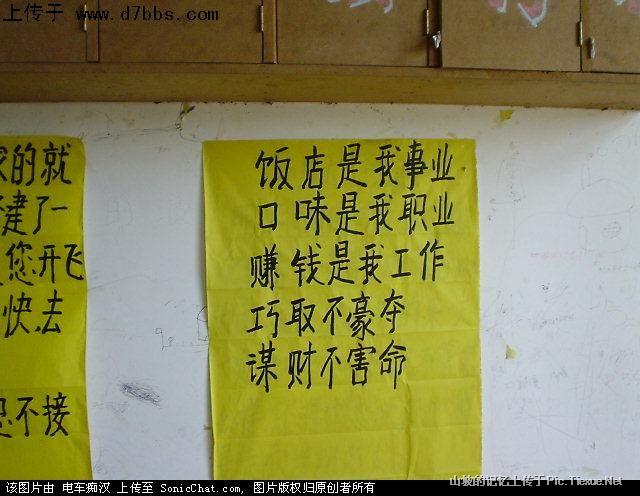 上传于 www.d7bbs.com
的就
建了一
您开飞
快去
不接
饭店是我事业
口味是我职业
赚钱是我工作
巧取不豪夺
谋财不害命
山坡的记忆上传于Pic.Tiexue.Net
该图片由 电车痴汉 上传至 SonicChat.com, 图片版权归原创者所有